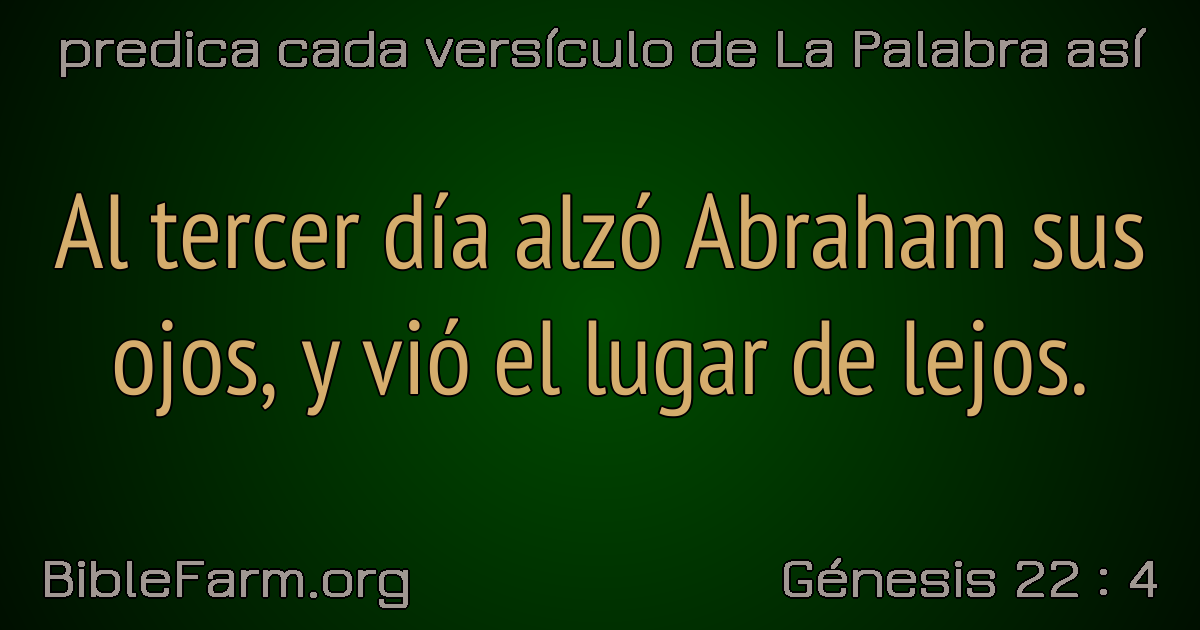 predica cada versículo de La Palabra así
Al tercer día alzó Abraham sus
ojos, y vió el lugar de lejos.
BibleFarm.org
Génesis 22 : 4